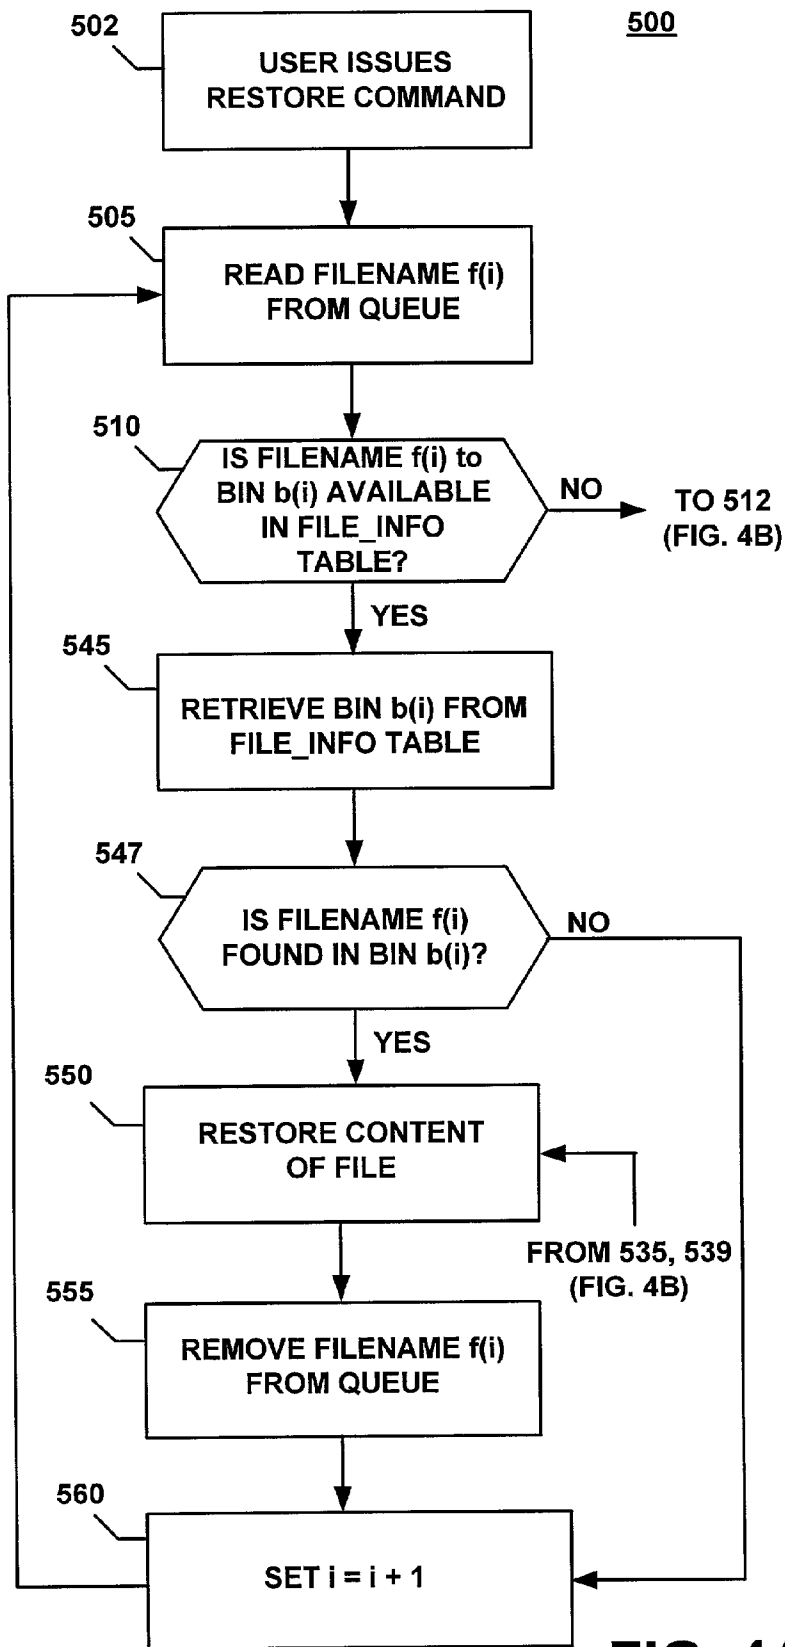 500
502
USER ISSUES
RESTORE COMMAND
505
READ FILENAME f(i)
FROM QUEUE
510
IS FILENAME f(i) to
BIN b(i) AVAILABLE
IN FILE_INFO
TABLE?
NO
TO 512
(FIG. 4B)
YES
545
RETRIEVE BIN b(i) FROM
FILE_INFO TABLE
547
IS FILENAME f(i)
FOUND IN BIN b(i)?
NO
YES
550
RESTORE CONTENT
OF FILE
FROM 535, 539
(FIG. 4B)
555
REMOVE FILENAME f(i)
FROM QUEUE
560
SET i = i + 1